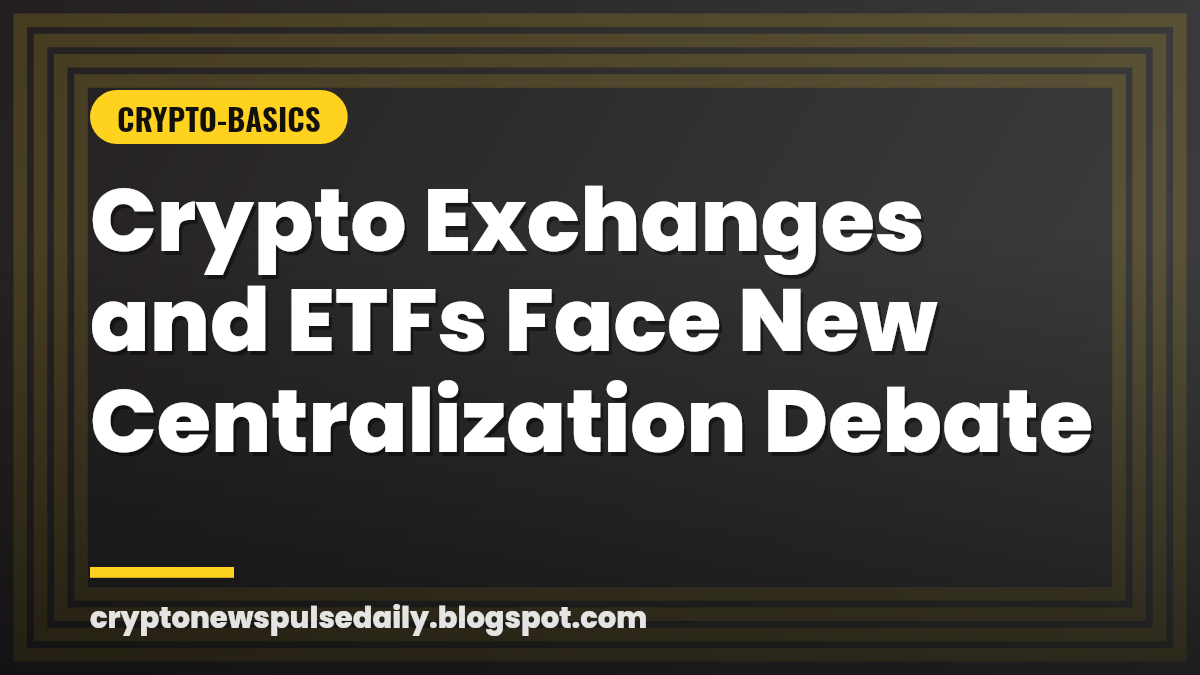 CRYPTO-BASICS
Crypto Exchanges
and ETFs Face New
Centralization Debate
cryptonewspulsedaily.blogspot.com